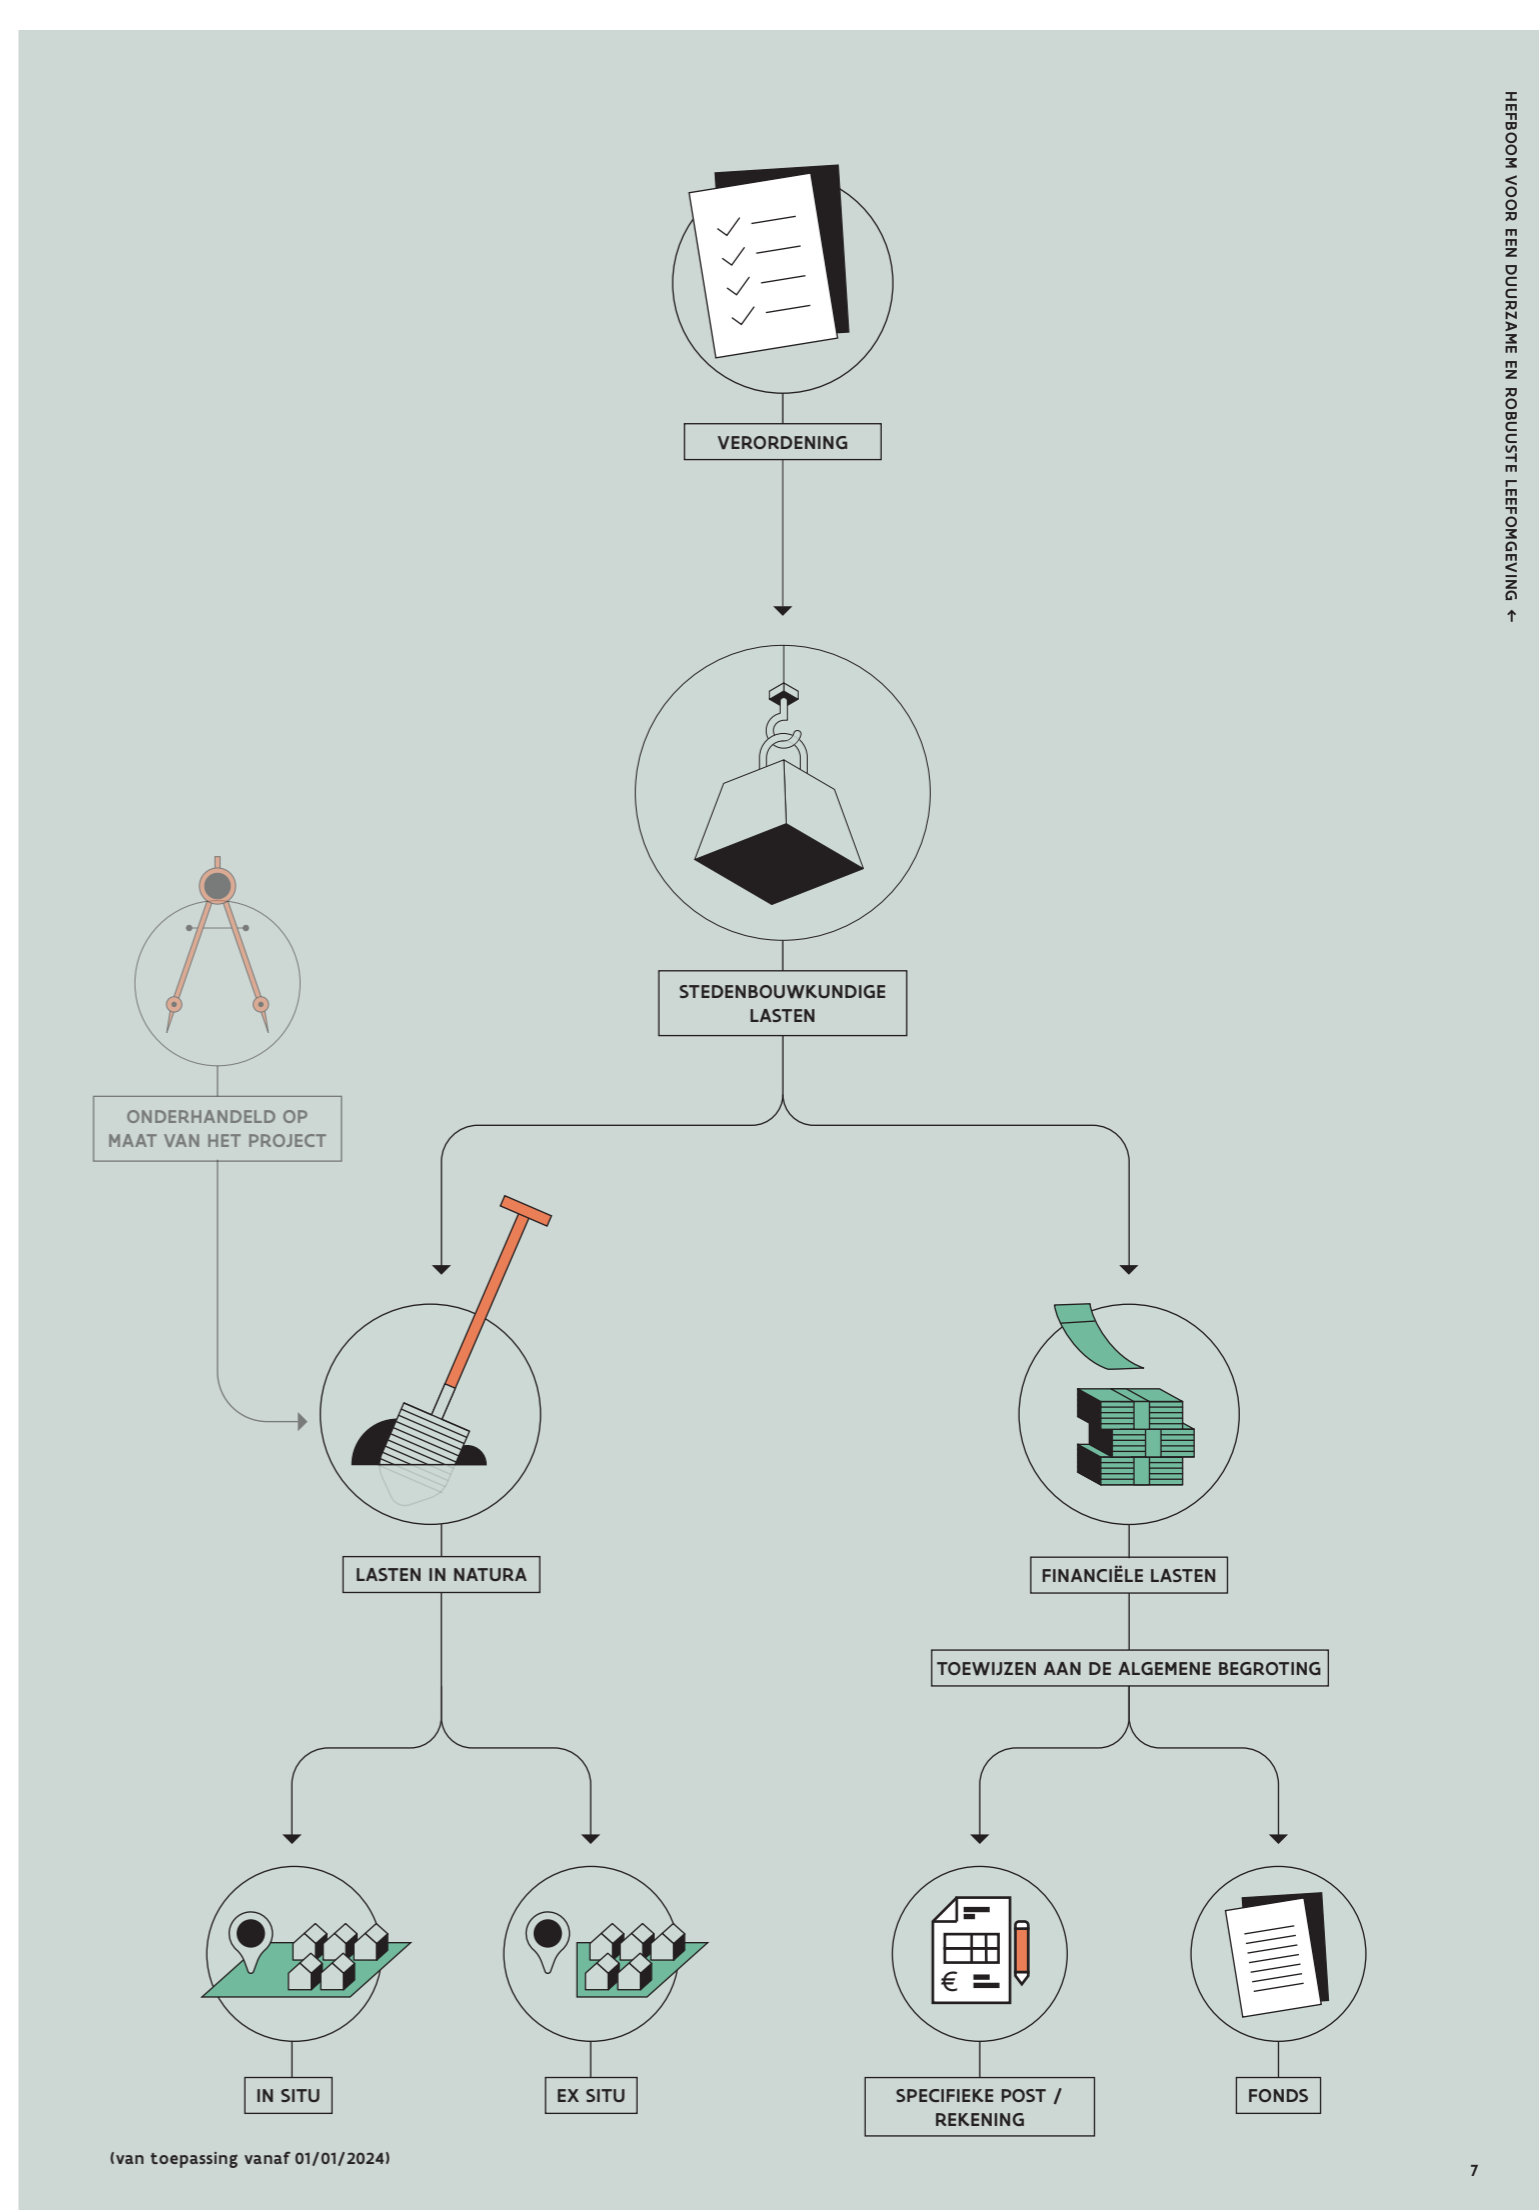 HEFBOOM VOOR EEN DUURZAME EN ROBUUSTE LEEFOMGEVING ←
VERORDENING
STEDENBOUWKUNDIGE
LASTEN
ONDERHANDELD OP
MAAT VAN HET PROJECT
LASTEN IN NATURA
FINANCIËLE LASTEN
TOEWIJZEN AAN DE ALGEMENE BEGROTING
€
IN SITU
EX SITU
SPECIFIEKE POST /
REKENING
FONDS
(van toepassing vanaf 01/01/2024)
7